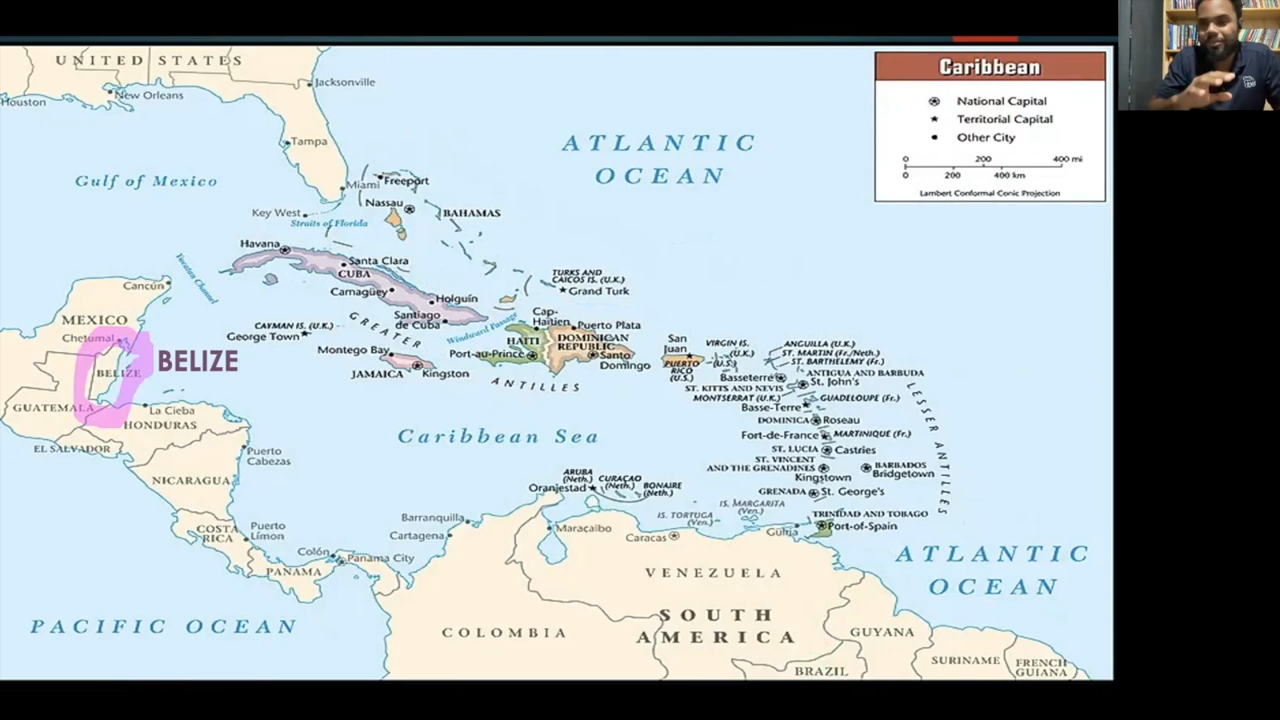 UNITED STATES
Jacksonville
Houston
New Orleans
Tampa
Gulf of Mexico
Miami
Freeport
Nassau
BAHAMAS
Key West
Straits of Florida
ATLANTIC
OCEAN
Caribbean
National Capital
Territorial Capital
Other City
0 200 400 mi
0 200 400 km
Lambert Conformal Conic Projection
Havana
Santa Clara
CUBA
Camagüey
Holguín
Santiago
de Cuba
Yucatan Channel
Cancún
MEXICO
Chetumal
BELIZE
BELIZE
GUATEMALA
La Cieba
HONDURAS
EL SALVADOR
NICARAGUA
Puerto
Cabezas
COSTA
RICA
Puerto
Limon
Colón
Panama City
PANAMA
CAYMAN IS. (U.K.)
George Town
GREATER
ANTILLES
Montego Bay
JAMAICA
Kingston
Windward Passage
TURKS AND
CAICOS IS. (U.K.)
Grand Turk
Cap-
Haïtien
Puerto Plata
HAITI
DOMINICAN
REPUBLIC
Port-au-Prince
Santo
Domingo
San
Juan
PUERTO
RICO
(U.S.)
VIRGIN IS.
(U.K.)
(U.S.)
ANGUILLA (U.K.)
ST. MARTIN (Fr./Neth.)
ST. BARTHELEMY (Fr.)
ANTIGUA AND BARBUDA
Basseterre
St. John's
ST. KITTS AND NEVIS
MONTSERRAT (U.K.)
GUADELOUPE (Fr.)
Basse-Terre
DOMINICA
Roseau
Fort-de-France
MARTINIQUE (Fr.)
ST. LUCIA
Castries
ST. VINCENT
AND THE GRENADINES
Kingstown
BARBADOS
Bridgetown
GRENADA
St. George's
LESSER ANTILLES
Caribbean Sea
ARUBA
(Neth.)
CURAÇAO
(Neth.)
BONAIRE
(Neth.)
Oranjestad
IS. TORTUGA
(Ven.)
IS. MARGARITA
(Ven.)
TRINIDAD AND TOBAGO
Port-of-Spain
Barranquilla
Cartagena
Maracaibo
Caracas
Güiria
VENEZUELA
ATLANTIC
OCEAN
PACIFIC OCEAN
COLOMBIA
SOUTH
AMERICA
GUYANA
SURINAME
FRENCH
GUIANA
BRAZIL